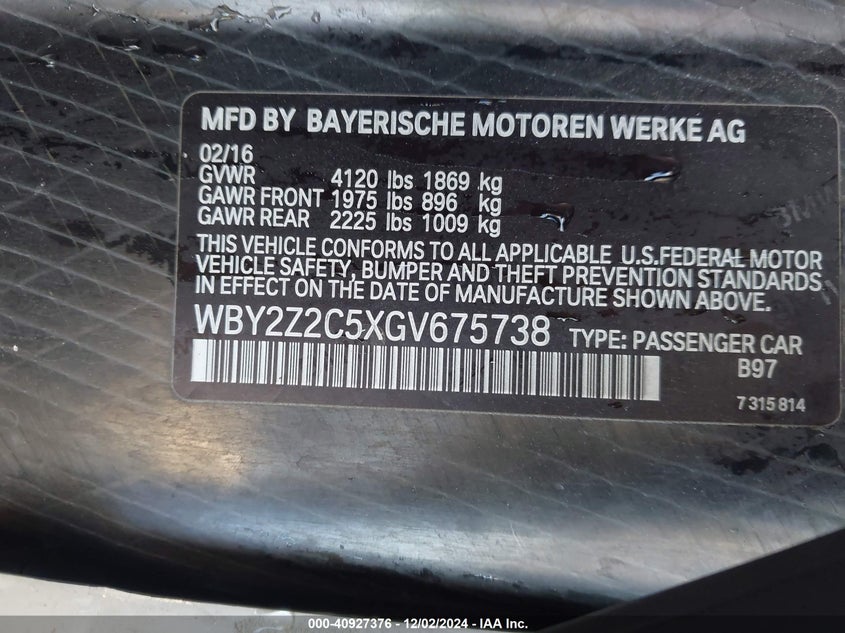 MFD BY BAYERISCHE MOTOREN WERKE AG
02/16
GVWR 4120 lbs 1869 kg
GAWR FRONT 1975 lbs 896 kg
GAWR REAR 2225 lbs 1009 kg
THIS VEHICLE CONFORMS TO ALL APPLICABLE U.S.FEDERAL MOTOR
VEHICLE SAFETY, BUMPER AND THEFT PREVENTION STANDARDS
IN EFFECT ON THE DATE OF MANUFACTURE SHOWN ABOVE.
WBY2Z2C5XGV675738 TYPE: PASSENGER CAR
B97
7 315 814
BMW
000-40927376 - 12/02/2024 - IAA Inc.